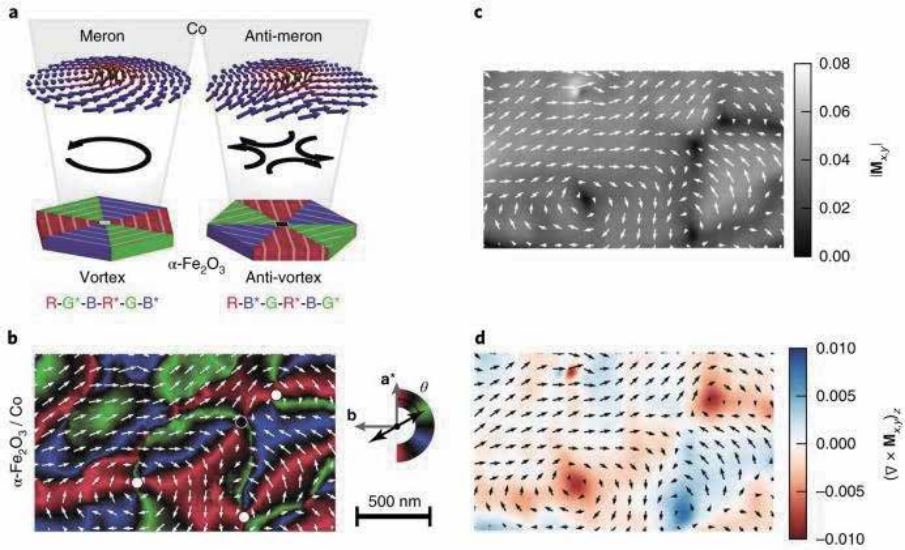 a
Meron
Co
Anti-meron
α-Fe₂O₃
Vortex
Anti-vortex
R-G*-B-R*-G-B*
R-B*-G-R*-B-G*
b
α-Fe₂O₃ / Co
a*
b
θ
500 nm
c
0.08
0.06
0.04
0.02
0.00
|Mₓ,ᵧ|
d
0.010
0.005
0.000
−0.005
−0.010
(∇ × Mₓ,ᵧ)z